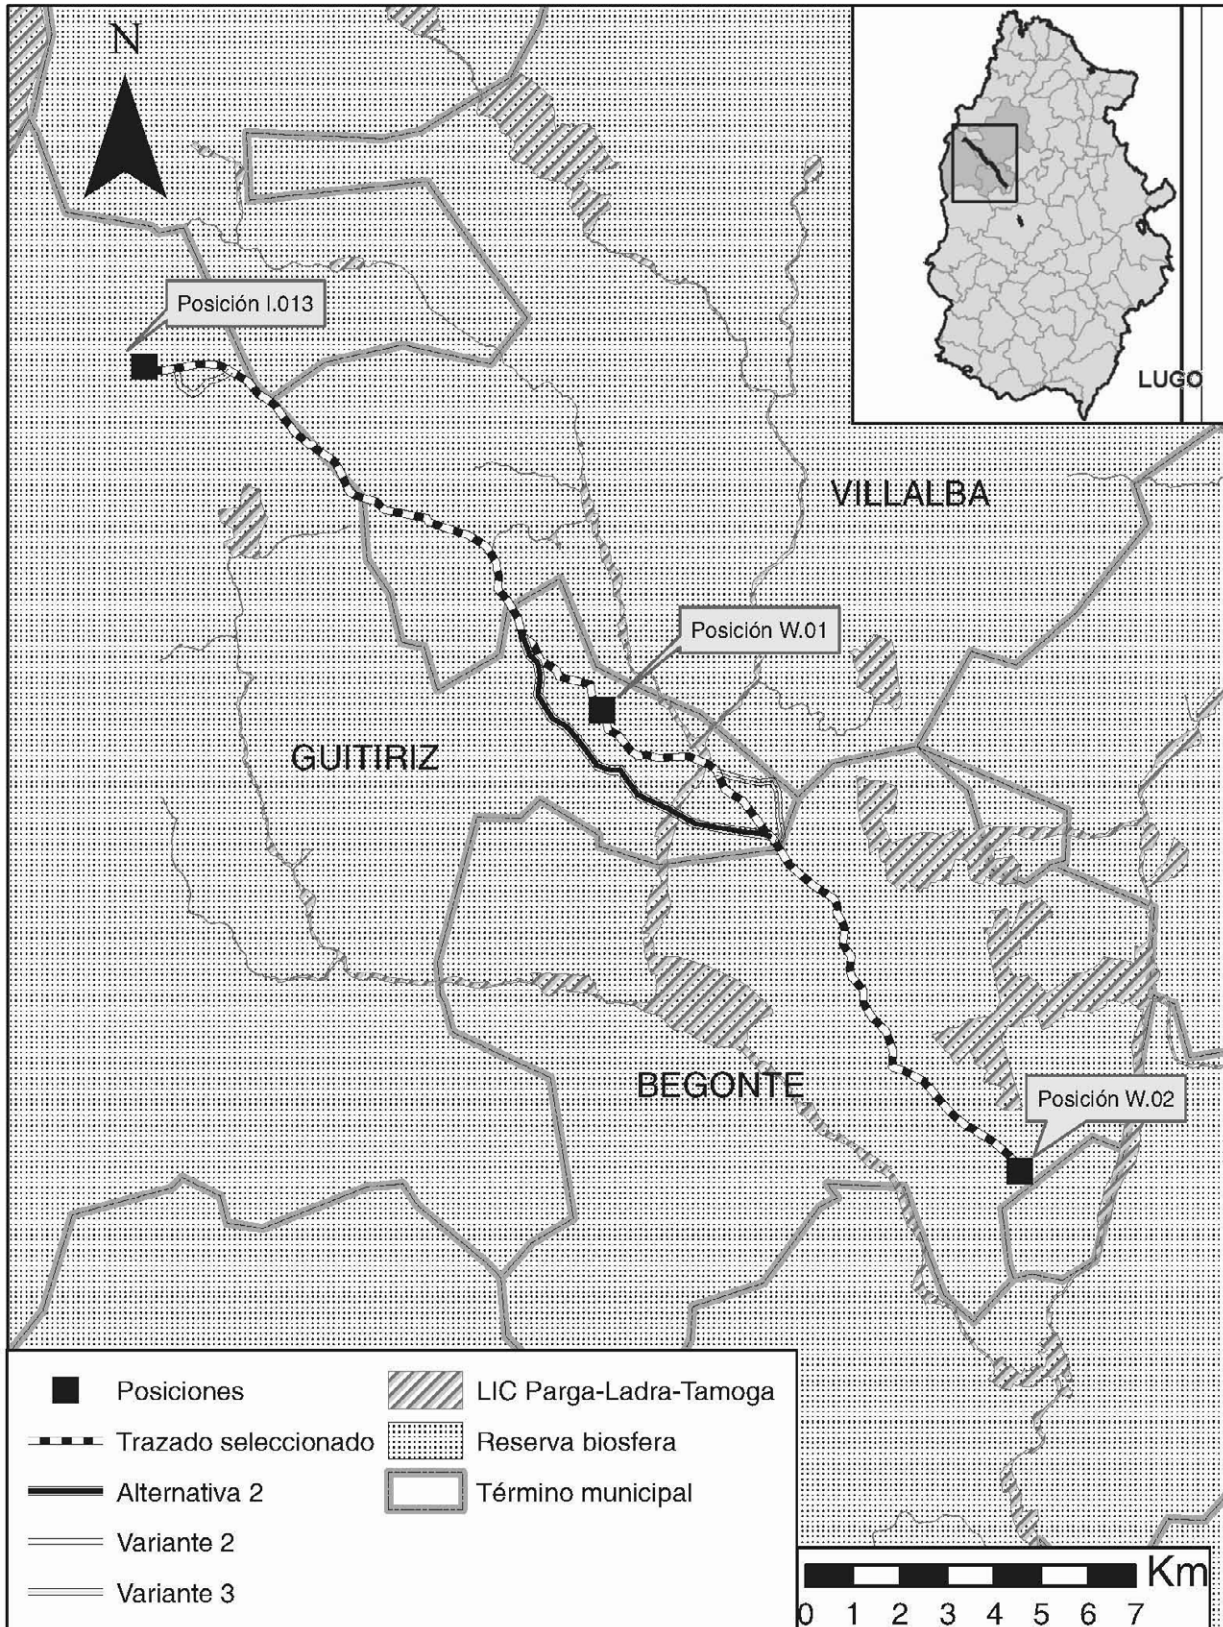 N
LUGO
Posición I.013
VILLALBA
Posición W.01
GUITIRIZ
BEGONTE
Posición W.02
Posiciones
Trazado seleccionado
Alternativa 2
Variante 2
Variante 3
LIC Parga-Ladra-Tamoga
Reserva biosfera
Término municipal
Km
0 1 2 3 4 5 6 7